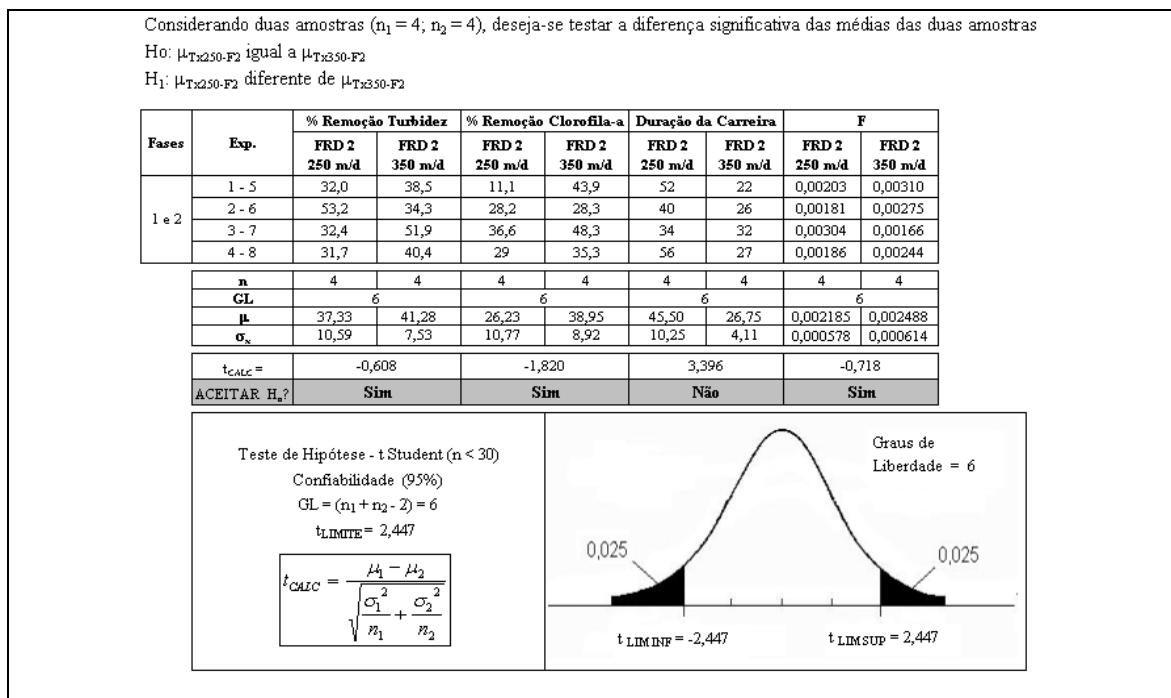 Considerando duas amostras (n1 = 4; n2 = 4), deseja-se testar a diferença significativa das médias das duas amostras
Ho: μTx250-F2 igual a μTx350-F2
H1: μTx250-F2 diferente de μTx350-F2
Fases Exp. % Remoção Turbidez % Remoção Clorofila-a Duração da Carreira F
FRD 2 250 m/d FRD 2 350 m/d FRD 2 250 m/d FRD 2 350 m/d FRD 2 250 m/d FRD 2 350 m/d FRD 2 250 m/d FRD 2 350 m/d
1 e 2
1 - 5 32,0 38,5 11,1 43,9 52 22 0,00203 0,00310
2 - 6 53,2 34,3 28,2 28,3 40 26 0,00181 0,00275
3 - 7 32,4 51,9 36,6 48,3 34 32 0,00304 0,00166
4 - 8 31,7 40,4 29 35,3 56 27 0,00186 0,00244
n 4 4 4 4 4 4 4 4
GL 6 6 6 6
μ 37,33 41,28 26,23 38,95 45,50 26,75 0,002185 0,002488
σx 10,59 7,53 10,77 8,92 10,25 4,11 0,000578 0,000614
tCALC = -0,608 -1,820 3,396 -0,718
ACEITAR Ho? Sim Sim Não Sim
Teste de Hipótese - t Student (n < 30)
Confiabilidade (95%)
GL = (n1 + n2 - 2) = 6
tLIMITE = 2,447
tCALC = (μ1 − μ2) / √(σ1²/n1 + σ2²/n2)
Graus de
Liberdade = 6
0,025 0,025
t LIM INF = -2,447 t LIM SUP = 2,447